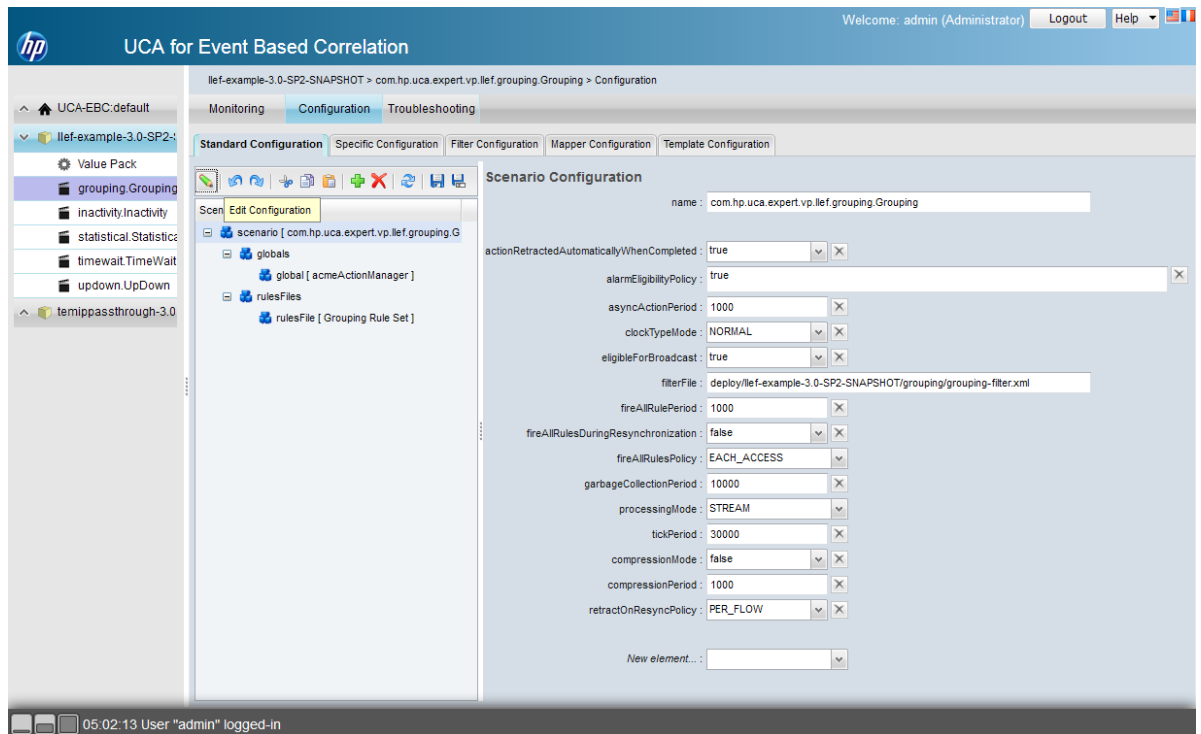 Welcome: admin (Administrator) Logout Help
hp UCA for Event Based Correlation
llef-example-3.0-SP2-SNAPSHOT > com.hp.uca.expert.vp.llef.grouping.Grouping > Configuration
UCA-EBC:default
llef-example-3.0-SP2-S
Value Pack
grouping.Grouping
inactivity.Inactivity
statistical.Statistica
timewait.TimeWait
updown.UpDown
temippassthrough-3.0
Monitoring Configuration Troubleshooting
Standard Configuration Specific Configuration Filter Configuration Mapper Configuration Template Configuration
Scen
Edit Configuration
scenario [ com.hp.uca.expert.vp.llef.grouping.G
globals
global [ acmeActionManager ]
rulesFiles
rulesFile [ Grouping Rule Set ]
Scenario Configuration
name : com.hp.uca.expert.vp.llef.grouping.Grouping
actionRetractedAutomaticallyWhenCompleted : true
alarmEligibilityPolicy : true
asyncActionPeriod : 1000
clockTypeMode : NORMAL
eligibleForBroadcast : true
filterFile : deploy/llef-example-3.0-SP2-SNAPSHOT/grouping/grouping-filter.xml
fireAllRulePeriod : 1000
fireAllRulesDuringResynchronization : false
fireAllRulesPolicy : EACH_ACCESS
garbageCollectionPeriod : 10000
processingMode : STREAM
tickPeriod : 30000
compressionMode : false
compressionPeriod : 1000
retractOnResyncPolicy : PER_FLOW
New element... :
05:02:13 User "admin" logged-in